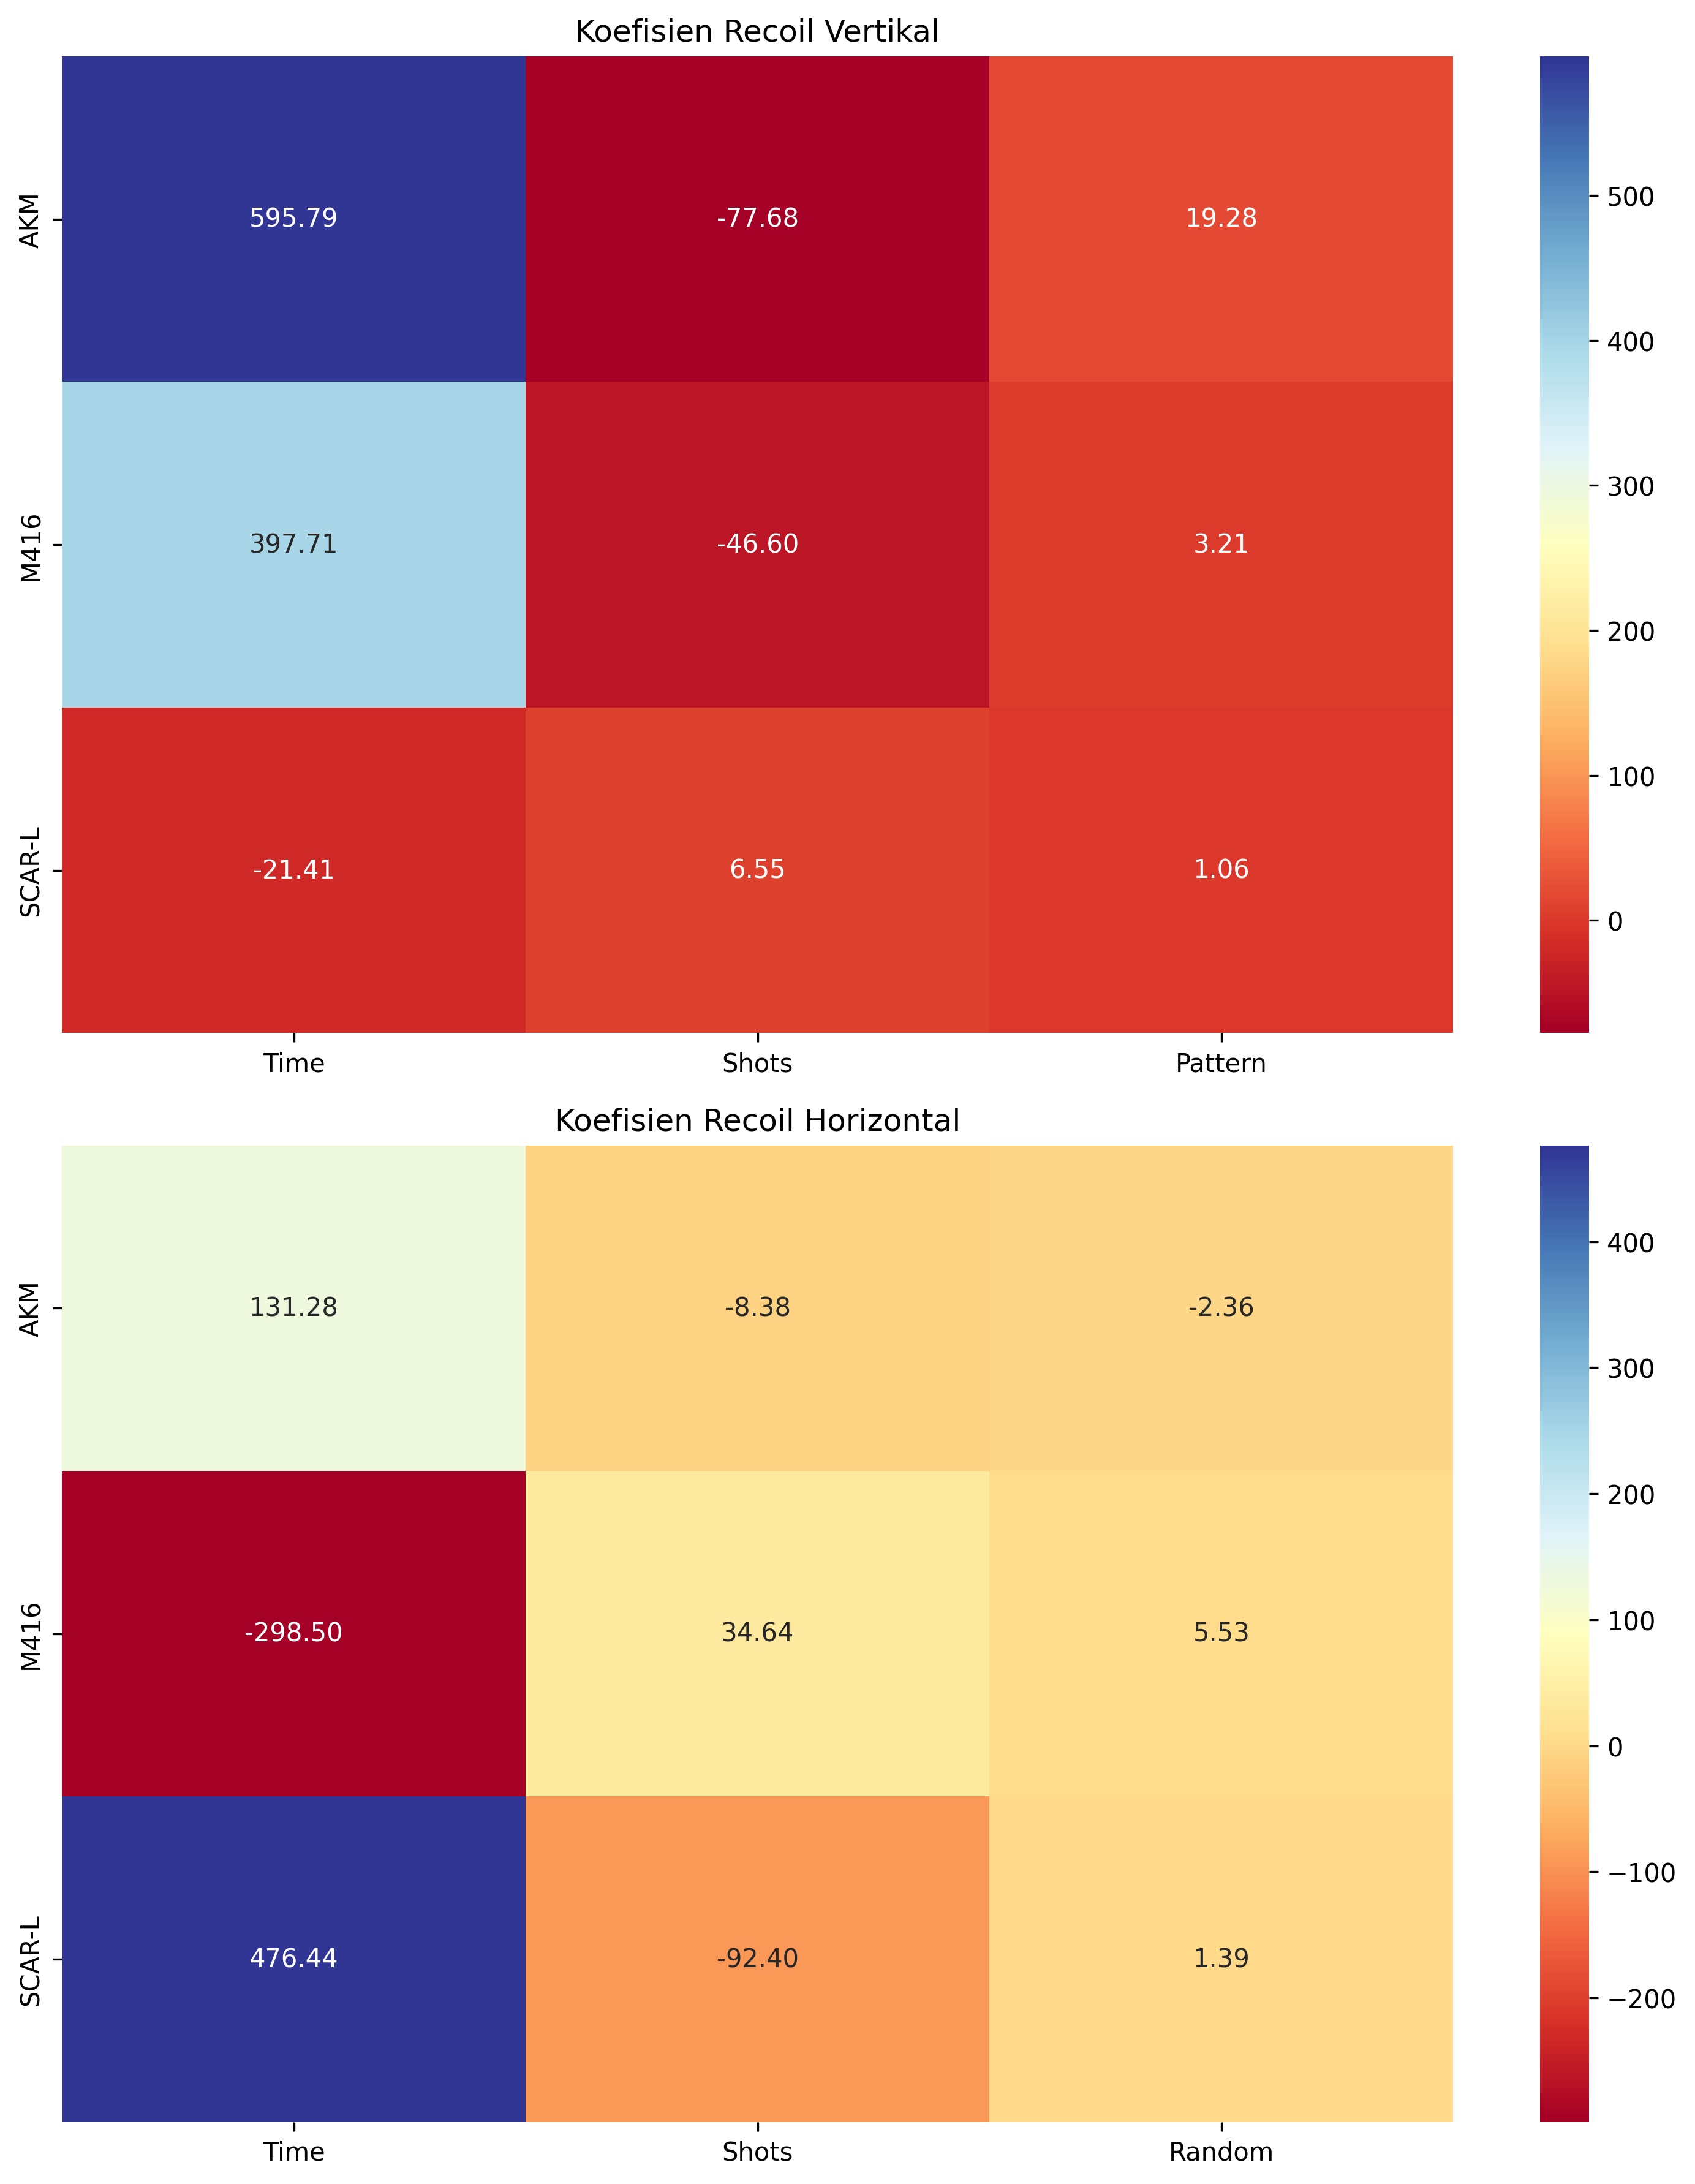 Koefisien Recoil Vertikal
AKM
595.79
-77.68
19.28
M416
397.71
-46.60
3.21
SCAR-L
-21.41
6.55
1.06
Time
Shots
Pattern
500
400
300
200
100
0
Koefisien Recoil Horizontal
AKM
131.28
-8.38
-2.36
M416
-298.50
34.64
5.53
SCAR-L
476.44
-92.40
1.39
Time
Shots
Random
400
300
200
100
0
−100
−200